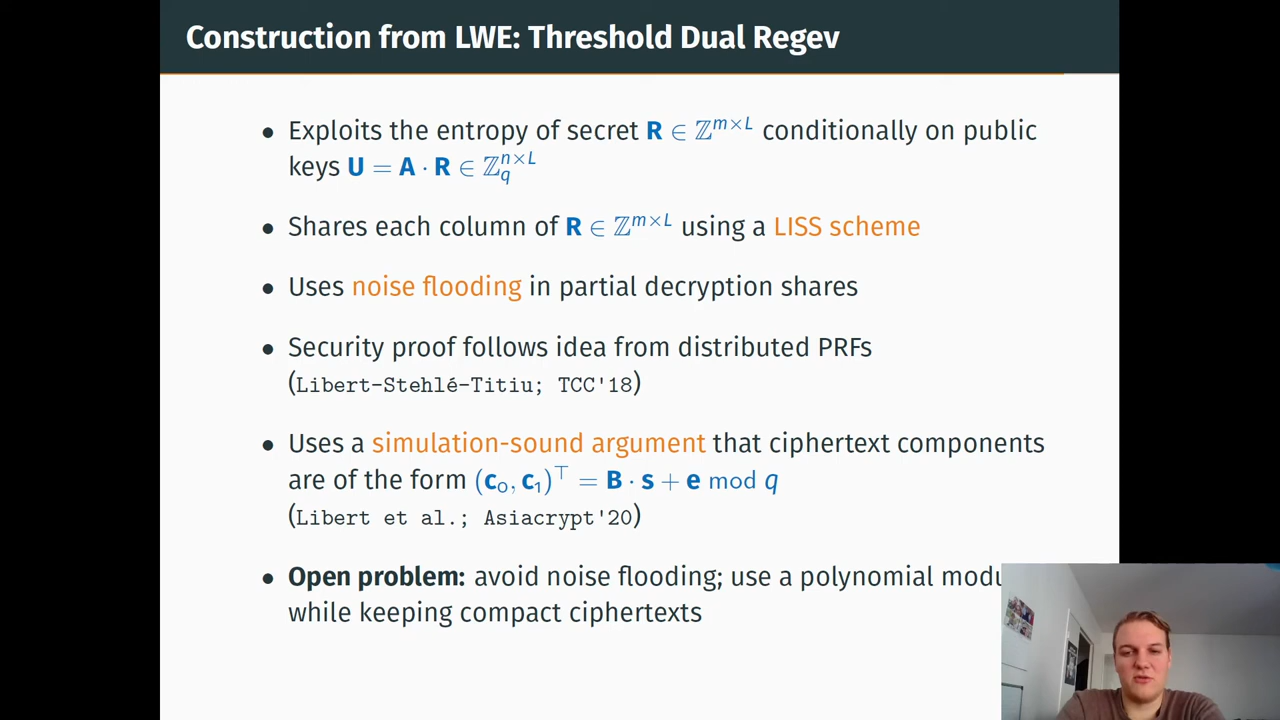 Construction from LWE: Threshold Dual Regev
• Exploits the entropy of secret R ∈ ℤ^{m×L} conditionally on public
keys U = A · R ∈ ℤ_q^{n×L}
• Shares each column of R ∈ ℤ^{m×L} using a LISS scheme
• Uses noise flooding in partial decryption shares
• Security proof follows idea from distributed PRFs
(Libert-Stehlé-Titiu; TCC'18)
• Uses a simulation-sound argument that ciphertext components
are of the form (c₀, c₁)^⊤ = B · s + e mod q
(Libert et al.; Asiacrypt'20)
• Open problem: avoid noise flooding; use a polynomial
while keeping compact ciphertexts